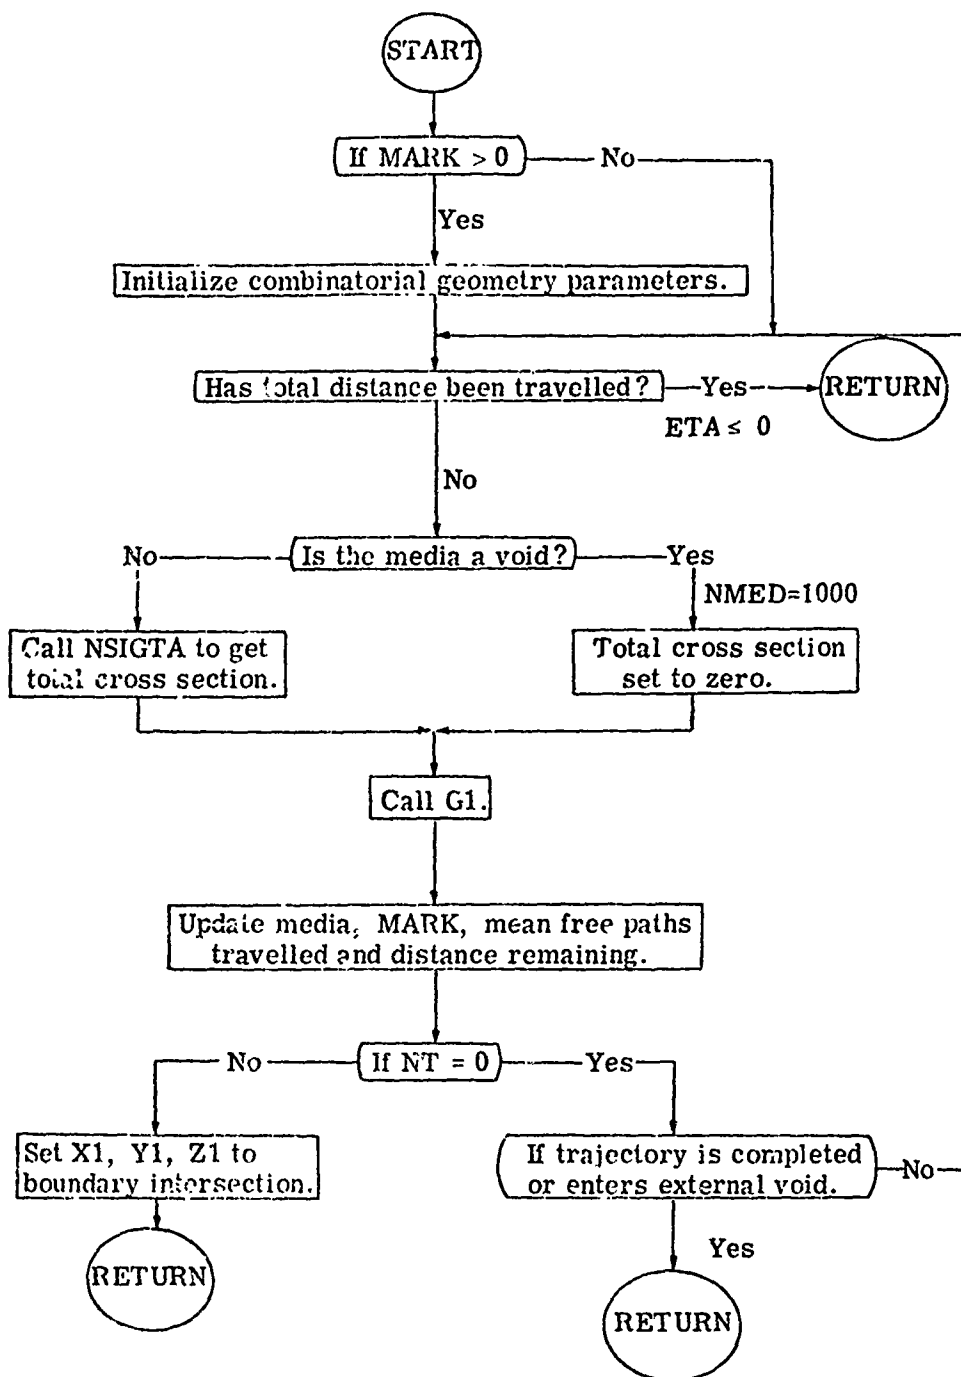 START
If MARK > 0
No
Yes
Initialize combinatorial geometry parameters.
Has total distance been travelled?
Yes
RETURN
ETA ≤ 0
No
Is the media a void?
No
Yes
NMED=1000
Call NSIGTA to get
total cross section.
Total cross section
set to zero.
Call G1.
Update media, MARK, mean free paths
travelled and distance remaining.
If NT = 0
No
Yes
Set X1, Y1, Z1 to
boundary intersection.
If trajectory is completed
or enters external void.
No
RETURN
Yes
RETURN